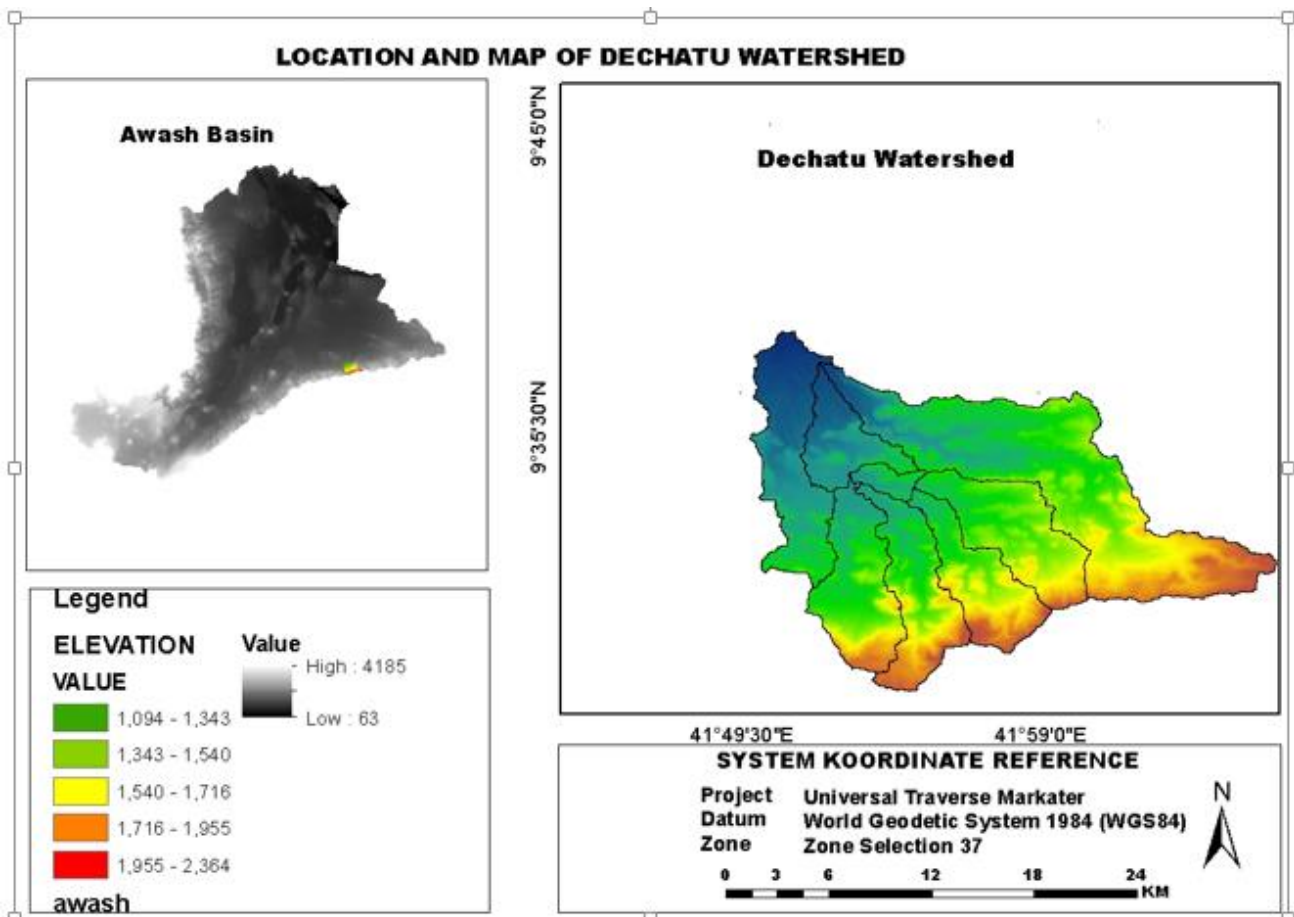 LOCATION AND MAP OF DECHATU WATERSHED
Awash Basin
9°45'0"N
9°35'30"N
Dechatu Watershed
41°49'30"E 41°59'0"E
Legend
ELEVATION
VALUE
1,094 - 1,343
1,343 - 1,540
1,540 - 1,716
1,716 - 1,955
1,955 - 2,364
awash
Value
High : 4185
Low : 63
SYSTEM KOORDINATE REFERENCE
Project Universal Traverse Markater
Datum World Geodetic System 1984 (WGS84)
Zone Zone Selection 37
N
0 3 6 12 18 24
KM